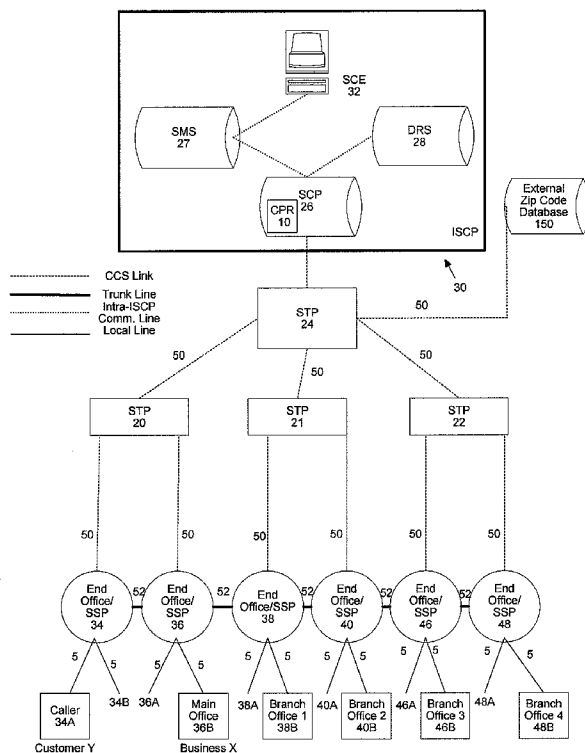 SCE
32
SMS
27
DRS
28
SCP
26
CPR
10
ISCP
External
Zip Code
Database
150
30
CCS Link
Trunk Line
Intra-ISCP
Comm. Line
Local Line
STP
24
50
50
50
50
STP
20
STP
21
STP
22
50
50
50
50
50
50
End
Office/
SSP
34
52
End
Office/
SSP
36
52
End
Office/SSP
38
52
End
Office/
SSP
40
52
End
Office/
SSP
46
52
End
Office/
SSP
48
5
5
5
5
5
5
5
5
5
5
5
5
Caller
34A
34B
36A
Main
Office
36B
38A
Branch
Office 1
38B
40A
Branch
Office 2
40B
46A
Branch
Office 3
46B
48A
Branch
Office 4
48B
Customer Y
Business X